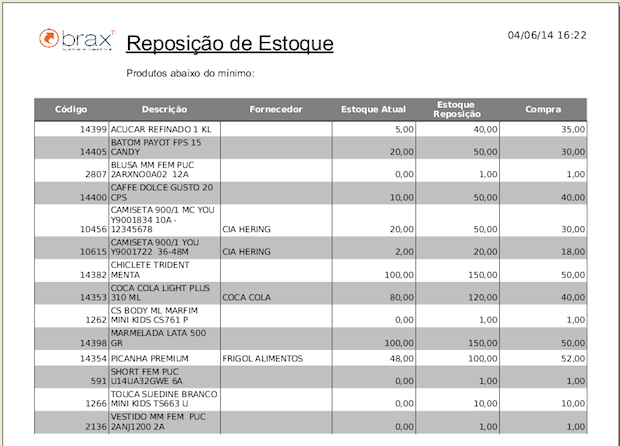 brax
04/06/14 16:22
Reposição de Estoque
Produtos abaixo do mínimo:
Código Descrição Fornecedor Estoque Atual Estoque Reposição Compra
14399 ACUCAR REFINADO 1 KL 5,00 40,00 35,00
BATOM PAYOT FPS 15
14405 CANDY 20,00 50,00 30,00
BLUSA MM FEM PUC
2807 2ARXNO0A02 12A 0,00 1,00 1,00
CAFFE DOLCE GUSTO 20
14400 CPS 10,00 50,00 40,00
CAMISETA 900/1 MC YOU
Y9001834 10A -
10456 12345678 CIA HERING 20,00 50,00 30,00
CAMISETA 900/1 YOU
10615 Y9001722 36-48M CIA HERING 2,00 20,00 18,00
CHICLETE TRIDENT
14382 MENTA 100,00 150,00 50,00
COCA COLA LIGHT PLUS
14353 310 ML COCA COLA 80,00 120,00 40,00
CS BODY ML MARFIM
1262 MINI KIDS CS761 P 0,00 1,00 1,00
MARMELADA LATA 500
14398 GR 100,00 150,00 50,00
14354 PICANHA PREMIUM FRIGOL ALIMENTOS 48,00 100,00 52,00
SHORT FEM PUC
591 U14UA32GWE 6A 0,00 1,00 1,00
TOUCA SUEDINE BRANCO
1266 MINI KIDS TS663 U 0,00 10,00 10,00
VESTIDO MM FEM PUC
2136 2ANJ1200 2A 0,00 1,00 1,00